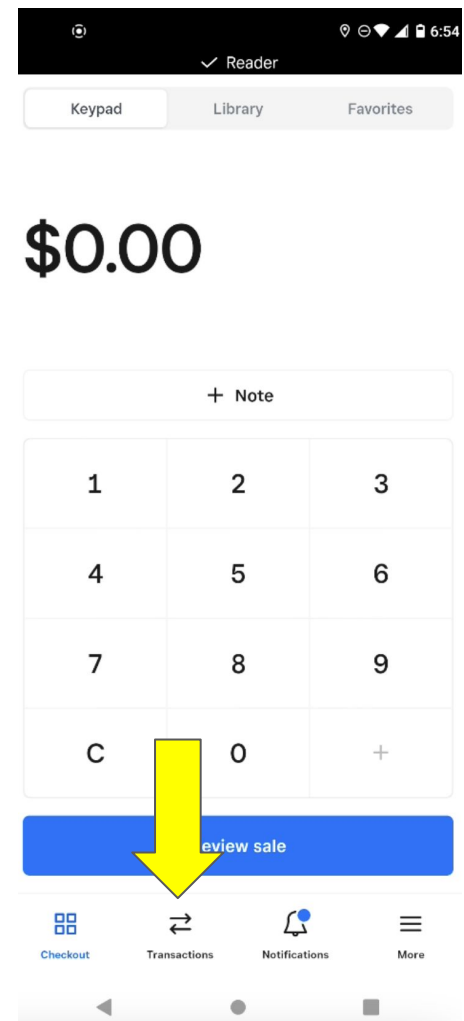 6:54
Reader
Keypad Library Favorites
$0.00
+ Note
1 2 3
4 5 6
7 8 9
C 0 +
sale
Checkout Transactions Notifications More